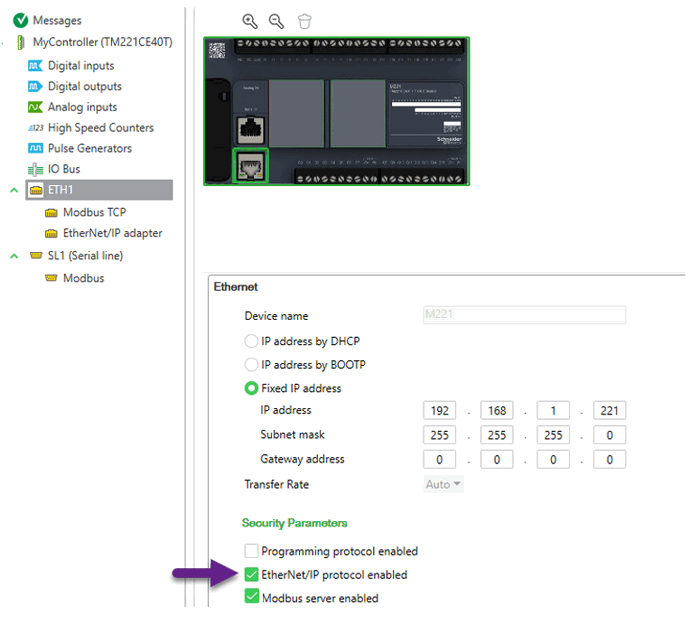 Messages
MyController (TM221CE40T)
Digital inputs
Digital outputs
Analog inputs
123 High Speed Counters
Pulse Generators
IO Bus
ETH1
Modbus TCP
EtherNet/IP adapter
SL1 (Serial line)
Modbus
M221
Schneider
Ethernet
Device name M221
IP address by DHCP
IP address by BOOTP
Fixed IP address
IP address 192 . 168 . 1 . 221
Subnet mask 255 . 255 . 255 . 0
Gateway address 0 . 0 . 0 . 0
Transfer Rate Auto
Security Parameters
Programming protocol enabled
EtherNet/IP protocol enabled
Modbus server enabled